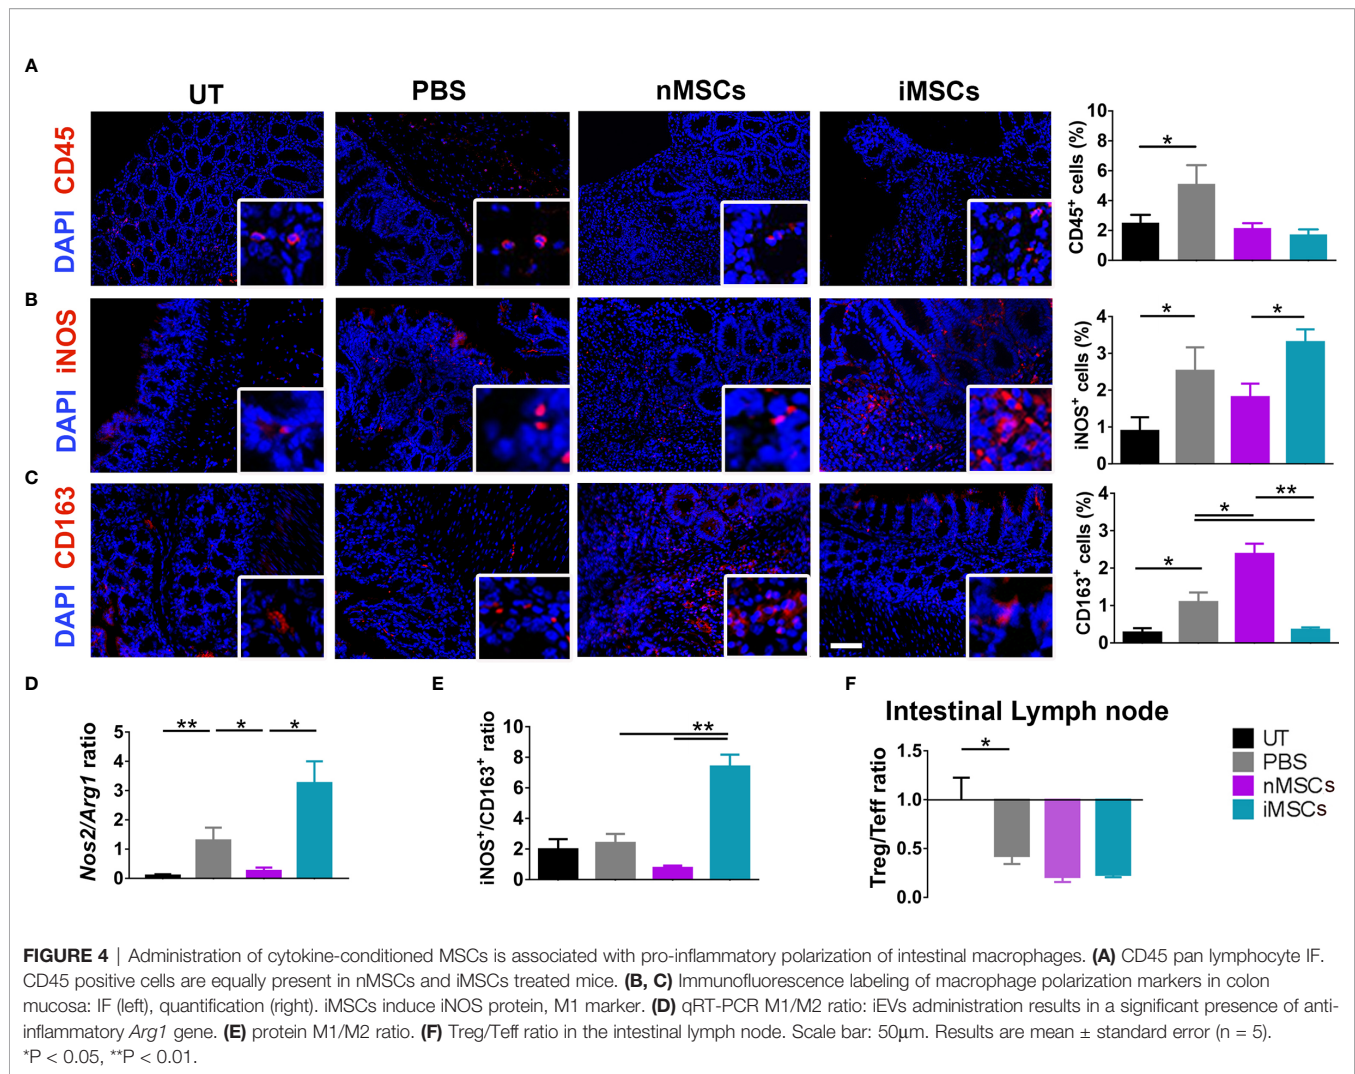 A
UT PBS nMSCs iMSCs
DAPI CD45
CD45+ cells (%)
10
8
6
4
2
0
*
B
DAPI iNOS
iNOS+ cells (%)
4
3
2
1
0
* *
C
DAPI CD163
CD163+ cells (%)
4
3
2
1
0
* * **
D
Nos2/Arg1 ratio
5
4
3
2
1
0
** * *
E
iNOS+/CD163+ ratio
10
8
6
4
2
0
**
F
Intestinal Lymph node
Treg/Teff ratio
1.5
1.0
0.5
0.0
*
UT
PBS
nMSCs
iMSCs
FIGURE 4 | Administration of cytokine-conditioned MSCs is associated with pro-inflammatory polarization of intestinal macrophages. (A) CD45 pan lymphocyte IF.
CD45 positive cells are equally present in nMSCs and iMSCs treated mice. (B, C) Immunofluorescence labeling of macrophage polarization markers in colon
mucosa: IF (left), quantification (right). iMSCs induce iNOS protein, M1 marker. (D) qRT-PCR M1/M2 ratio: iEVs administration results in a significant presence of anti-
inflammatory Arg1 gene. (E) protein M1/M2 ratio. (F) Treg/Teff ratio in the intestinal lymph node. Scale bar: 50μm. Results are mean ± standard error (n = 5).
*P < 0.05, **P < 0.01.